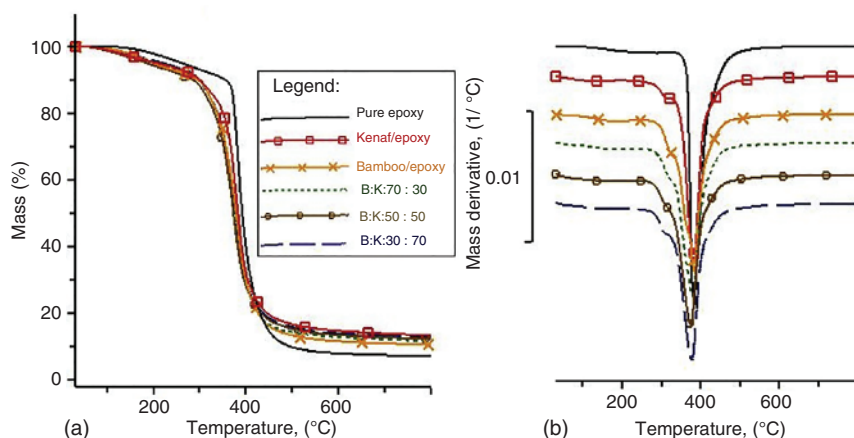 100
80
60
40
20
0
Mass (%)
200
400
600
Temperature, (°C)
(a)
Legend:
Pure epoxy
Kenaf/epoxy
Bamboo/epoxy
B:K:70 : 30
B:K:50 : 50
B:K:30 : 70
Mass derivative, (1/ °C)
0.01
200
400
600
Temperature, (°C)
(b)